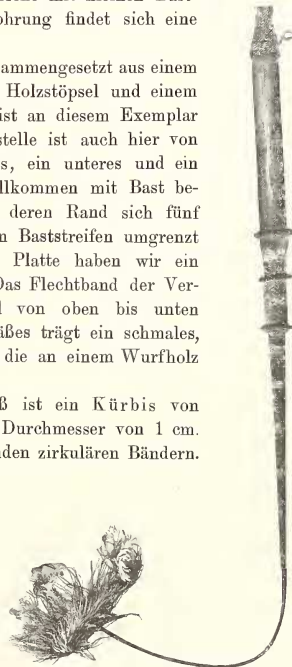 ohrung findet sich eine
ammengesetzt aus einem
Holzstöpsel und einem
ist an diesem Exemplar
stelle ist auch hier von
s, ein unteres und ein
llkommen mit Bast be-
deren Rand sich fünf
n Baststreifen umgrenzt
Platte haben wir ein
Das Flechtband der Ver-
von oben bis unten
äßes trägt ein schmales,
die an einem Wurfholz
ß ist ein Kürbis von
Durchmesser von 1 cm.
nden zirkulären Bändern.